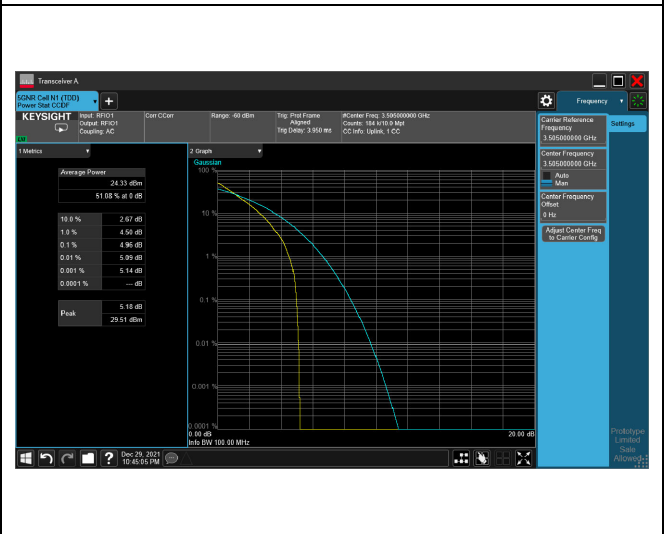 Transceiver A
5GNR Cell N1 (TDD)
Power Stat CCDF
Frequency
KEYSIGHT
Input: RFIO1
Output: RFIO1
Coupling: AC
Corr CCorr
Range: -60 dBm
Trig: Prst Frame
Aligned
Trig Delay: 3.950 ms
#Center Freq: 3.505000000 GHz
Counts: 184 k/10.0 Mpt
CC Info: Uplink, 1 CC
Carrier Reference
Frequency
3.505000000 GHz
Settings
Center Frequency
3.505000000 GHz
Auto
Man
Center Frequency
Offset
0 Hz
Adjust Center Freq
to Carrier Config
1 Metrics
Average Power
24.33 dBm
51.08 % at 0 dB
10.0 % 2.67 dB
1.0 % 4.50 dB
0.1 % 4.96 dB
0.01 % 5.09 dB
0.001 % 5.14 dB
0.0001 % --- dB
Peak
5.18 dB
29.51 dBm
2 Graph
Gaussian
100 %
10 %
1 %
0.1 %
0.01 %
0.001 %
0.0001 %
0.00 dB
20.00 dB
Info BW 100.00 MHz
Prototype
Limited
Sale
Allowed
Dec 29, 2021
10:45:05 PM